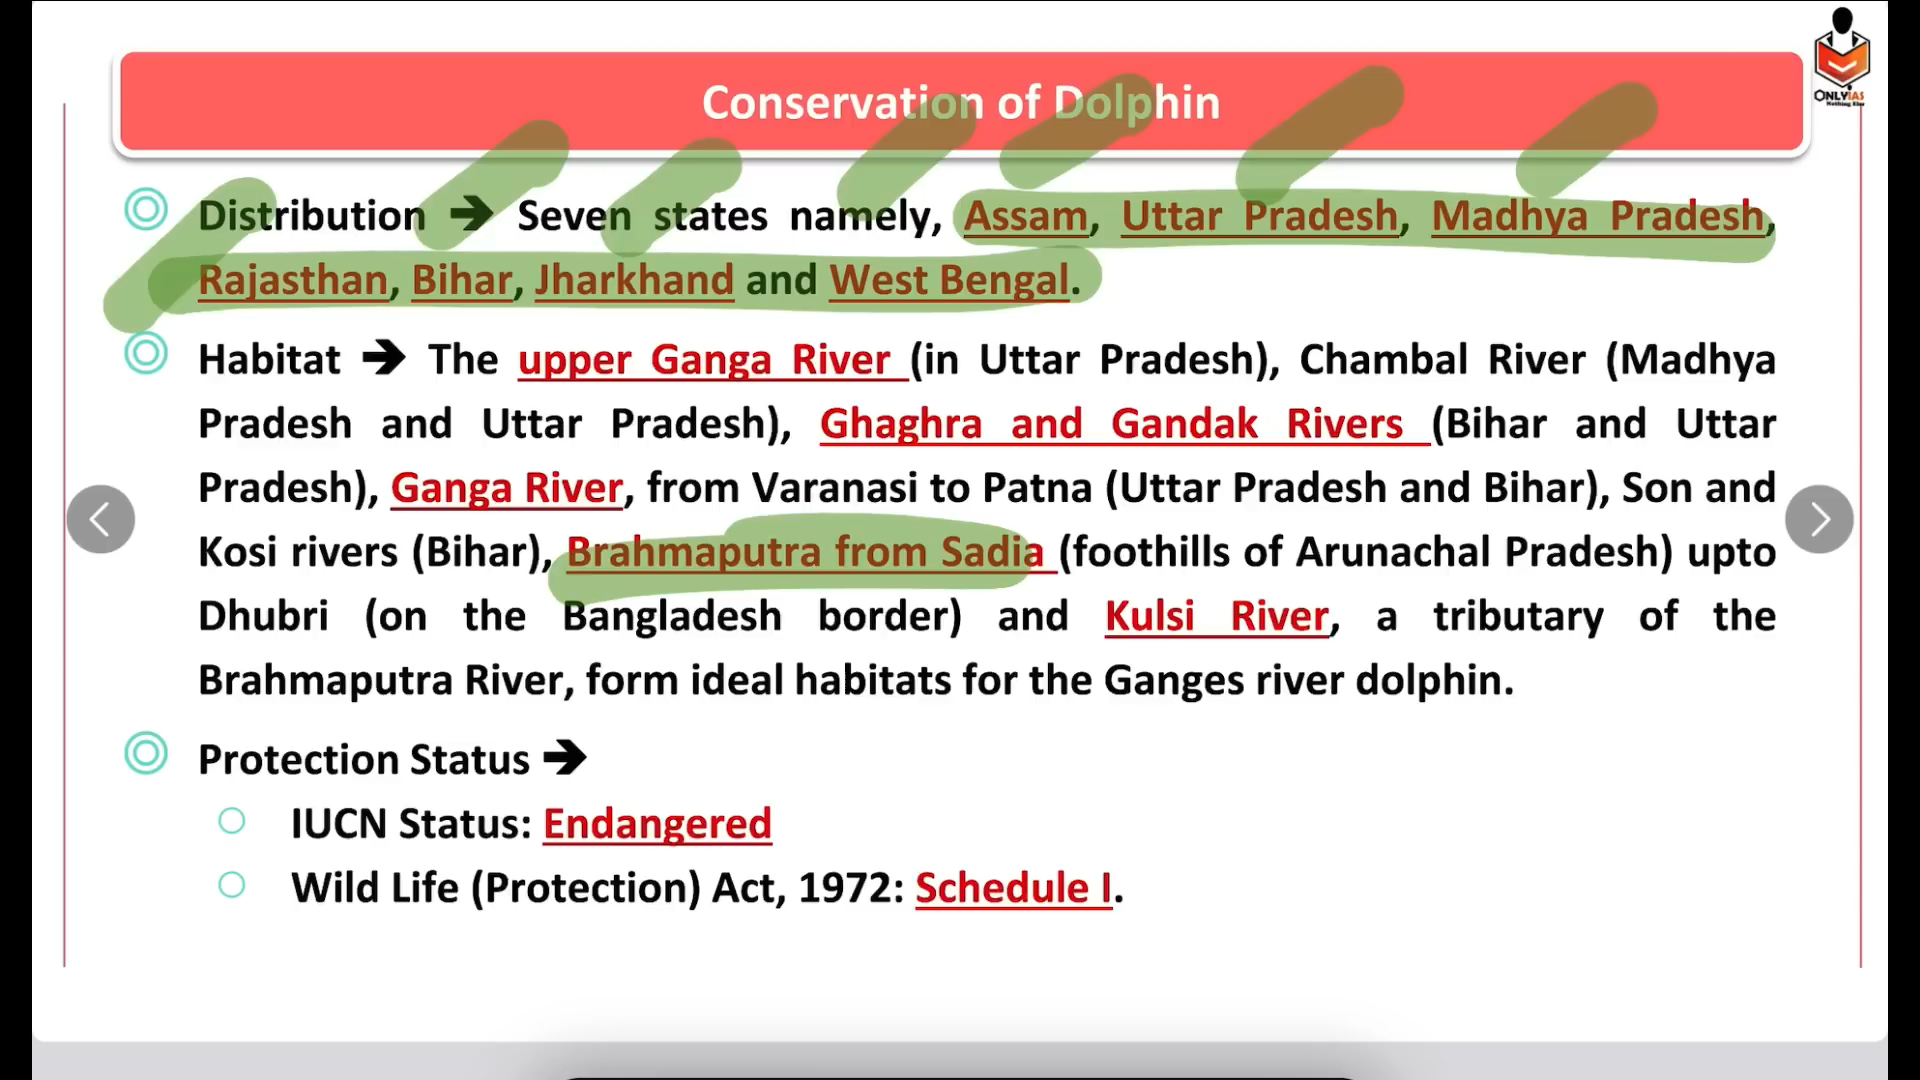 ONLYIAS
Nothing Else
Conservation of Dolphin
Distribution → Seven states namely, Assam, Uttar Pradesh, Madhya Pradesh,
Rajasthan, Bihar, Jharkhand and West Bengal.
Habitat → The upper Ganga River (in Uttar Pradesh), Chambal River (Madhya
Pradesh and Uttar Pradesh), Ghaghra and Gandak Rivers (Bihar and Uttar
Pradesh), Ganga River, from Varanasi to Patna (Uttar Pradesh and Bihar), Son and
Kosi rivers (Bihar), Brahmaputra from Sadia (foothills of Arunachal Pradesh) upto
Dhubri (on the Bangladesh border) and Kulsi River, a tributary of the
Brahmaputra River, form ideal habitats for the Ganges river dolphin.
Protection Status →
IUCN Status: Endangered
Wild Life (Protection) Act, 1972: Schedule I.